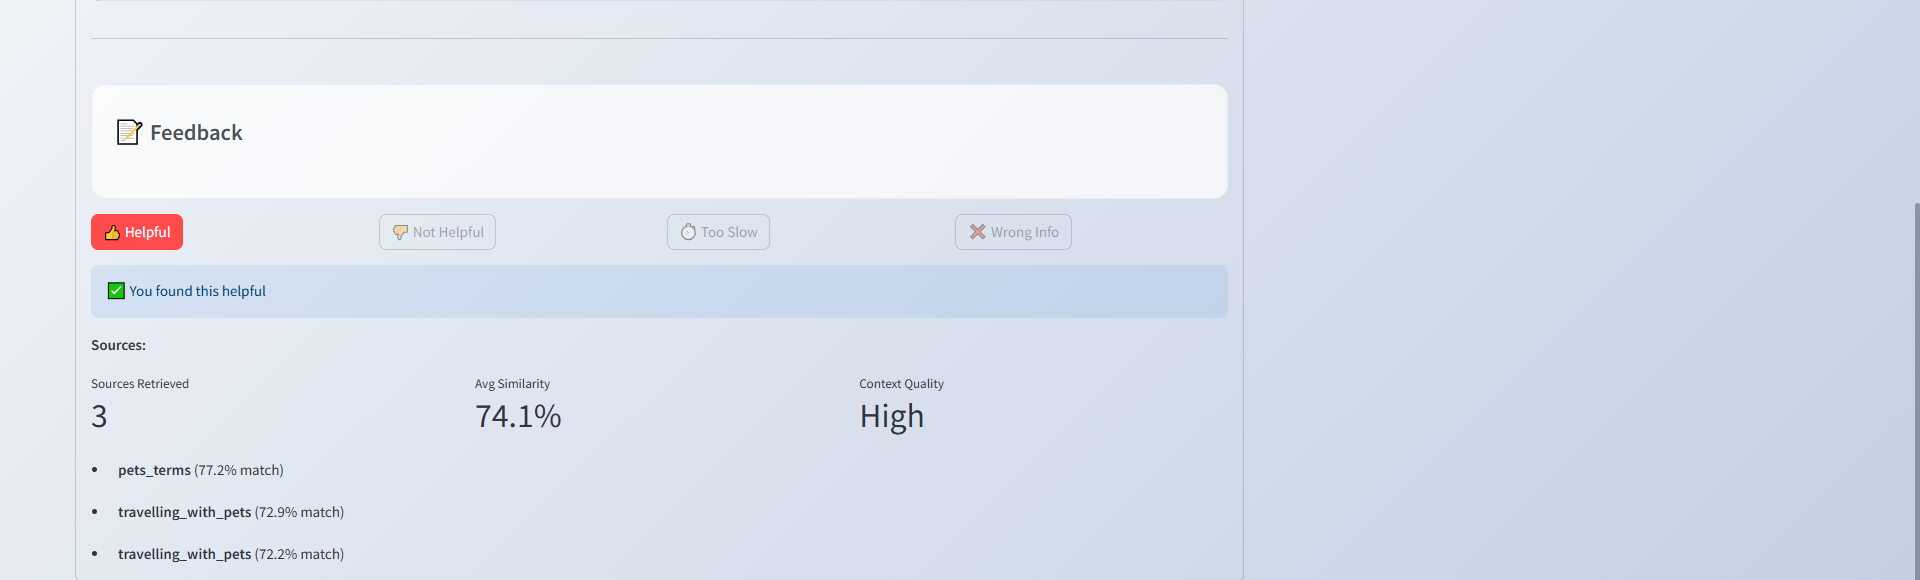 📝 Feedback
👍 Helpful
👎 Not Helpful
⏱️ Too Slow
❌ Wrong Info
✅ You found this helpful
Sources:
Sources Retrieved
3
Avg Similarity
74.1%
Context Quality
High
• pets_terms (77.2% match)
• travelling_with_pets (72.9% match)
• travelling_with_pets (72.2% match)